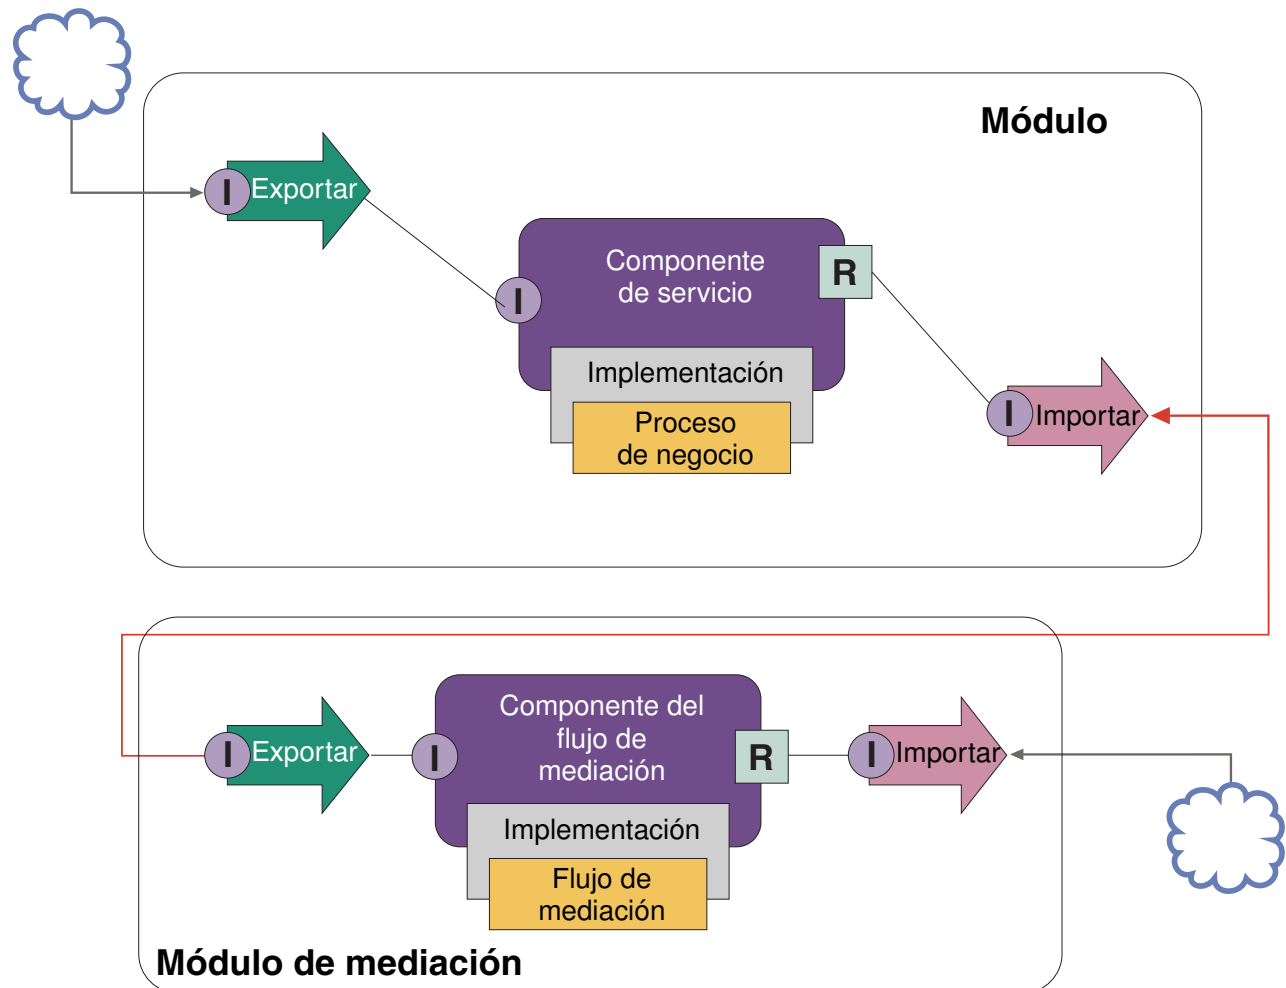 Módulo
I Exportar
Componente
de servicio
R
I
Implementación
Proceso
de negocio
I Importar
Componente del
flujo de
mediación
I Exportar
I
R
I Importar
Implementación
Flujo de
mediación
Módulo de mediación